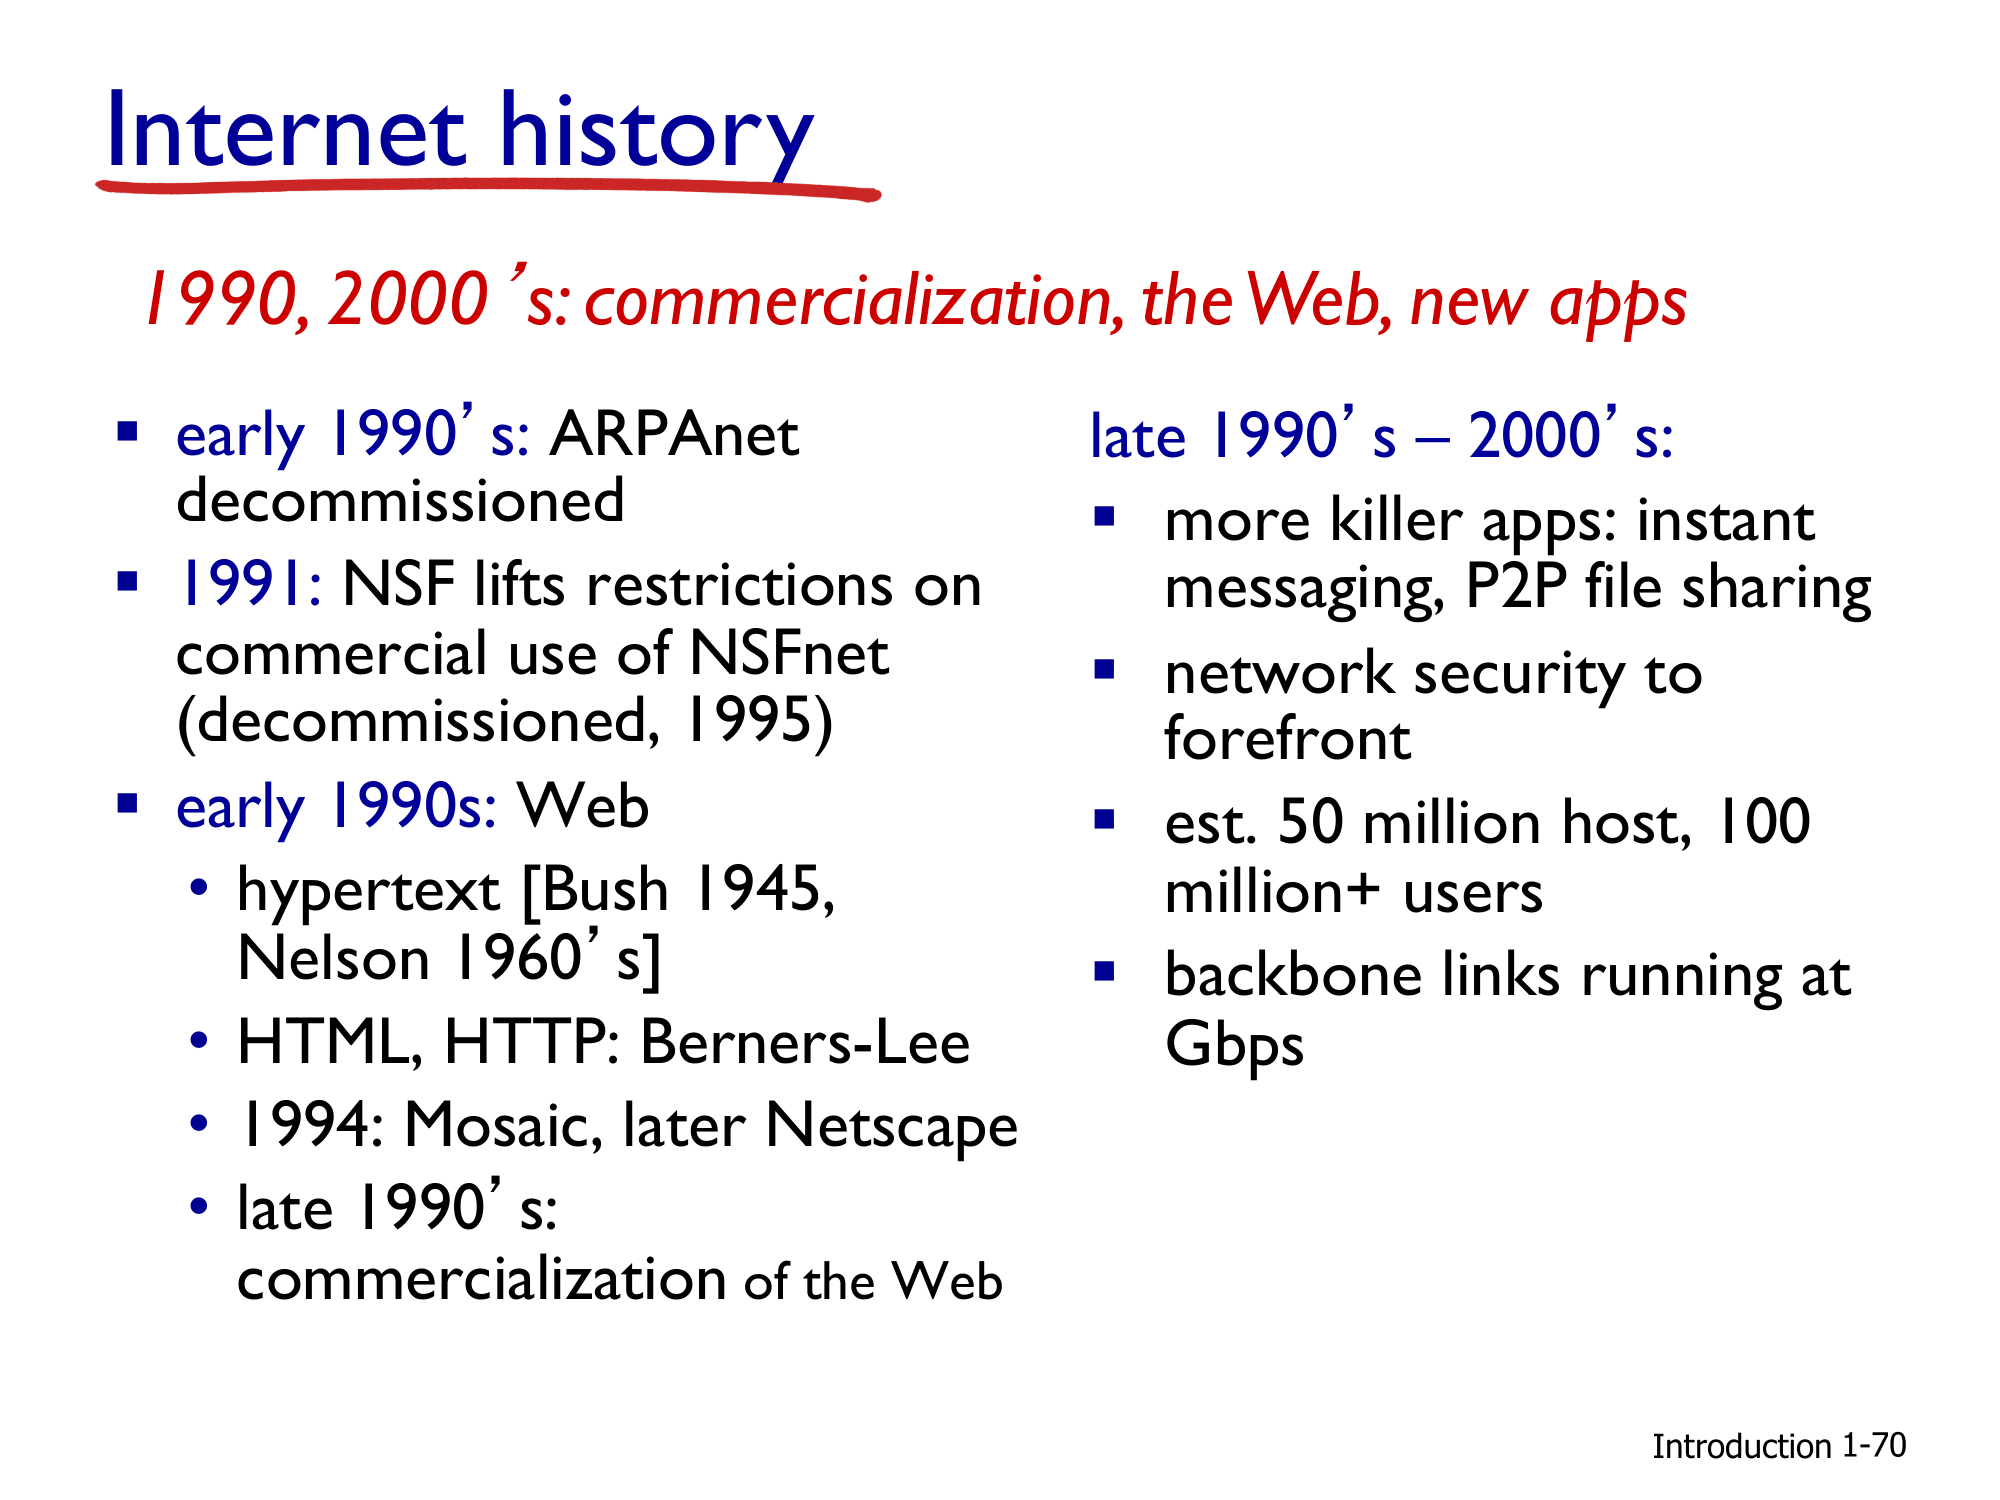 Internet history
1990, 2000 ’s: commercialization, the Web, new apps
▪ early 1990’ s: ARPAnet
decommissioned
▪ 1991: NSF lifts restrictions on
commercial use of NSFnet
(decommissioned, 1995)
▪ early 1990s: Web
• hypertext [Bush 1945,
Nelson 1960’ s]
• HTML, HTTP: Berners-Lee
• 1994: Mosaic, later Netscape
• late 1990’ s:
commercialization of the Web
late 1990’ s – 2000’ s:
▪ more killer apps: instant
messaging, P2P file sharing
▪ network security to
forefront
▪ est. 50 million host, 100
million+ users
▪ backbone links running at
Gbps
Introduction 1-70